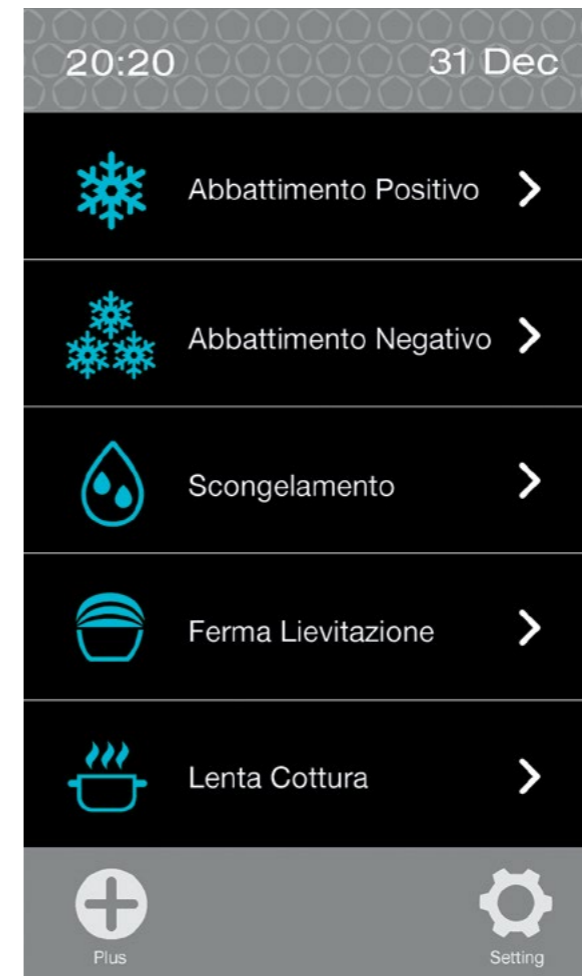 20:20 31 Dec
Abbattimento Positivo
Abbattimento Negativo
Scongelamento
Ferma Lievitazione
Lenta Cottura
Plus Setting